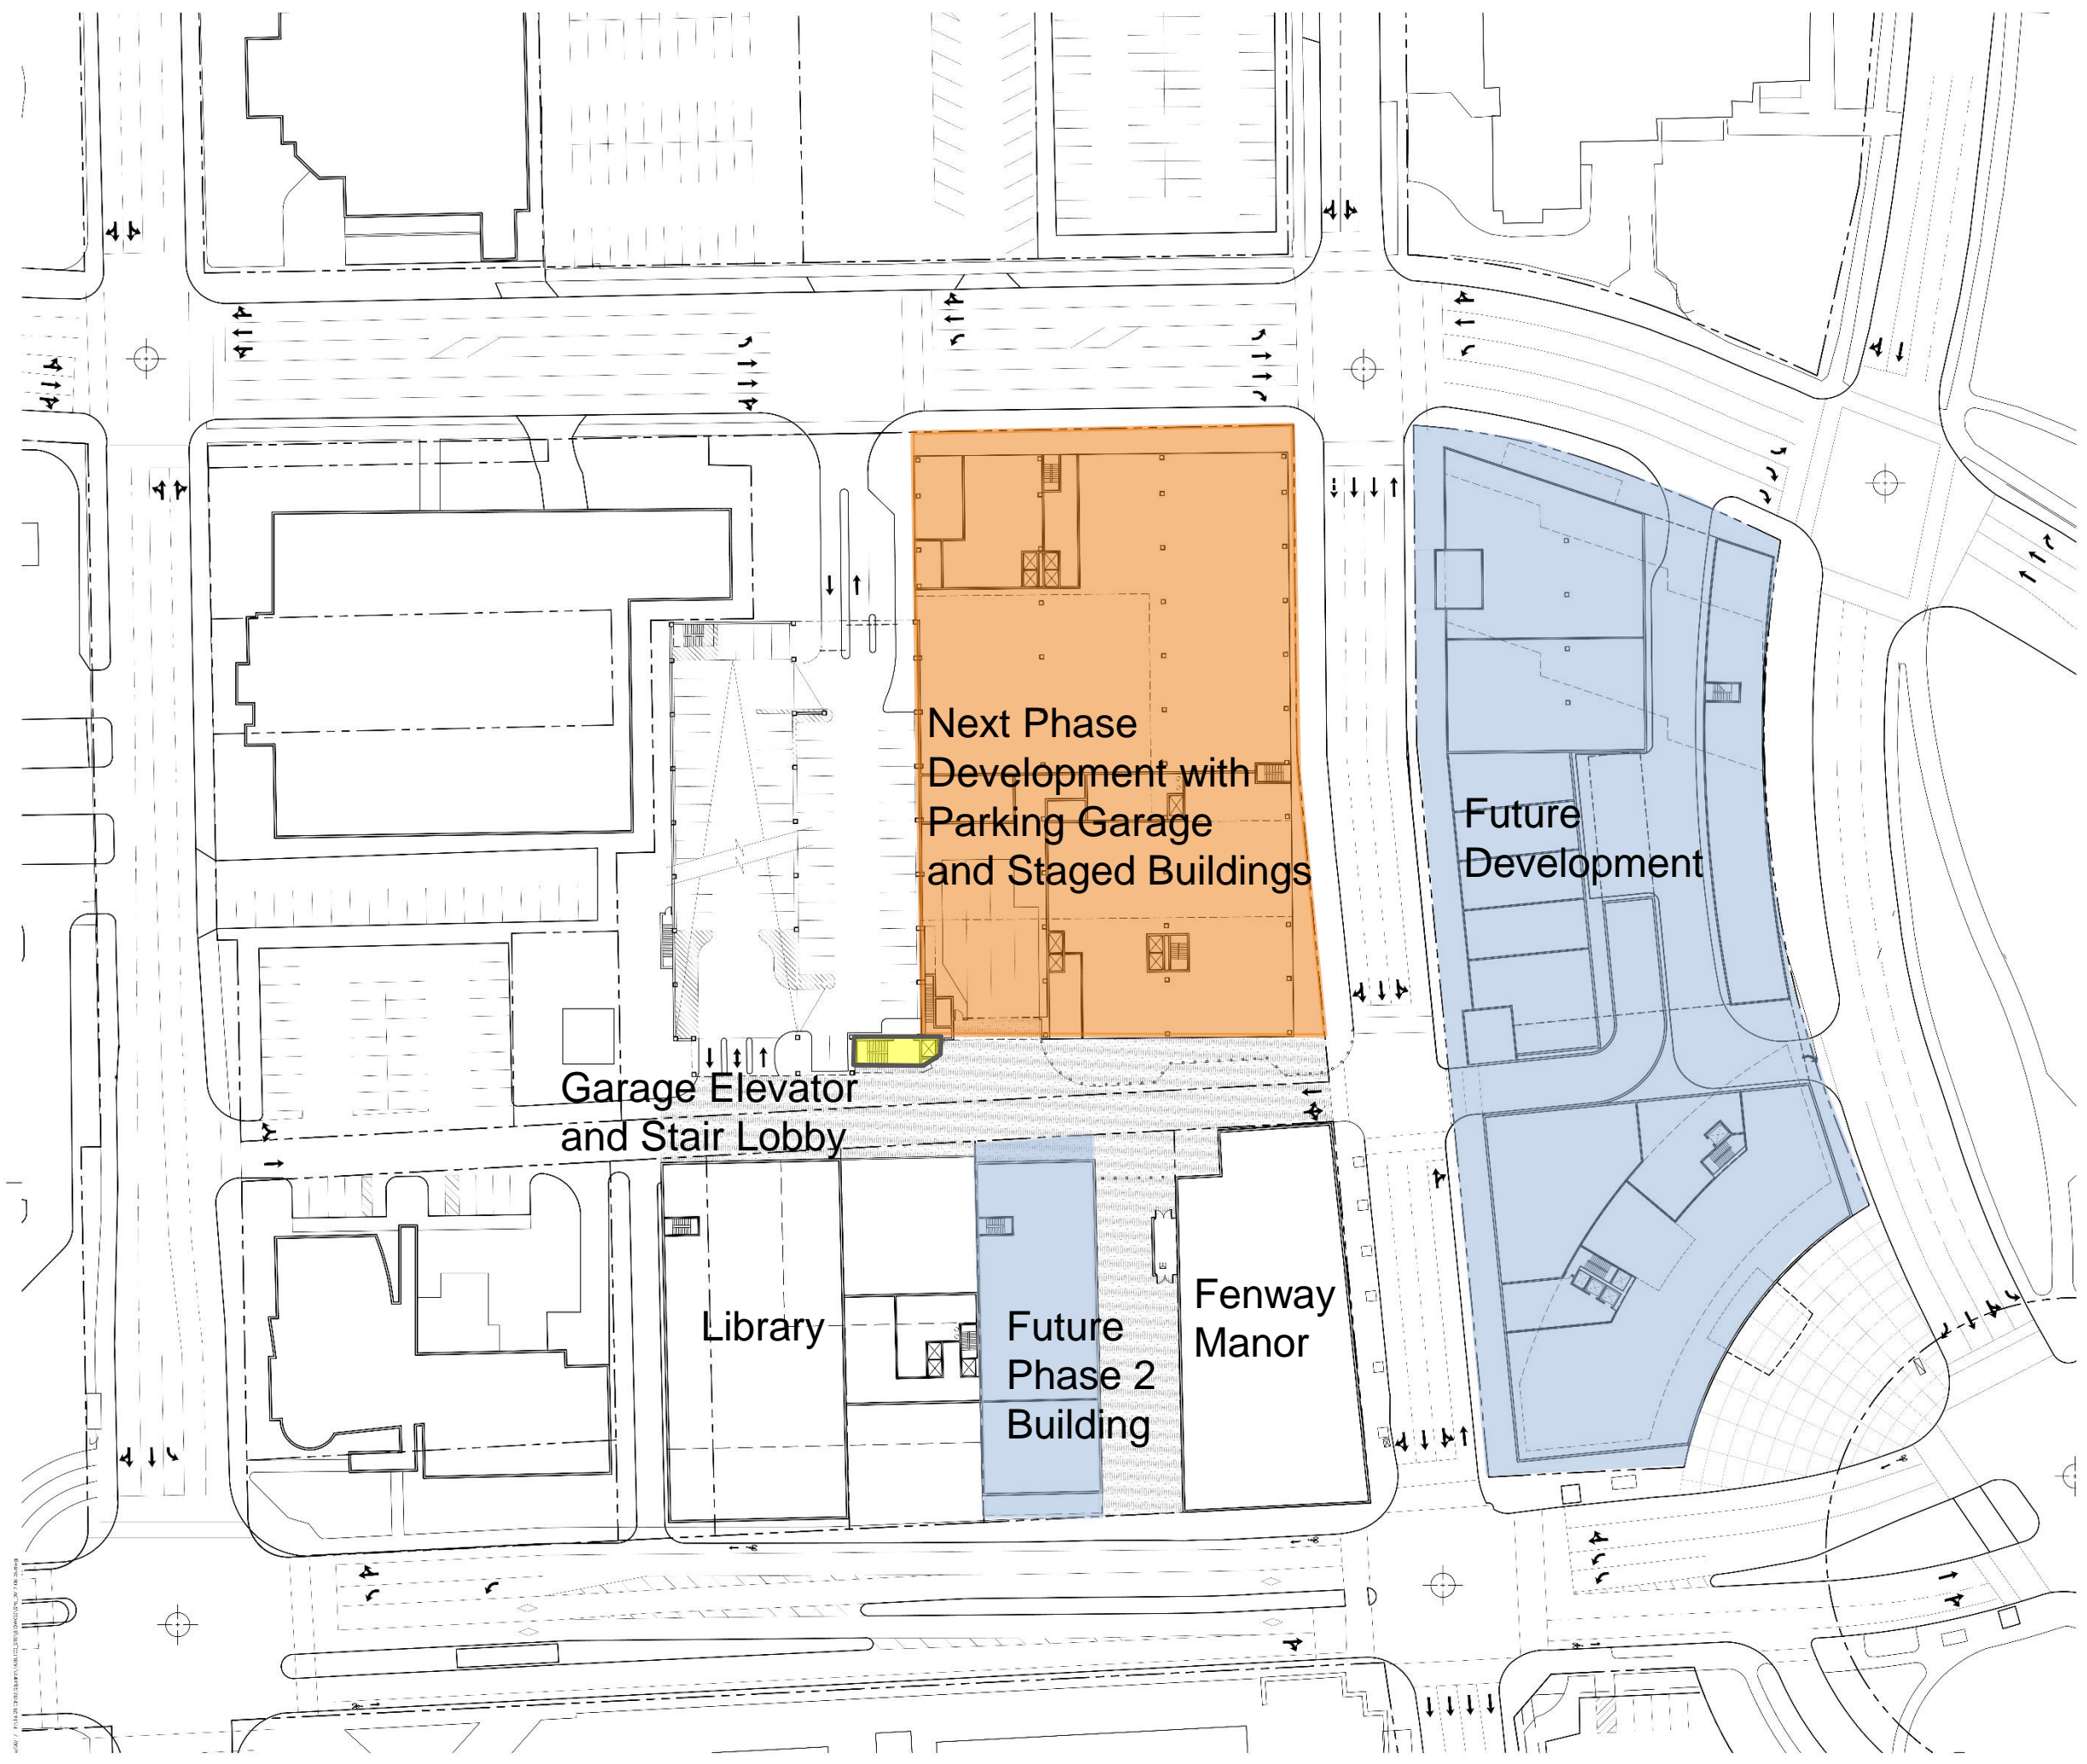 Next Phase
Development with
Parking Garage
and Staged Buildings
Future
Development
Garage Elevator
and Stair Lobby
Library
Future
Phase 2
Building
Fenway
Manor